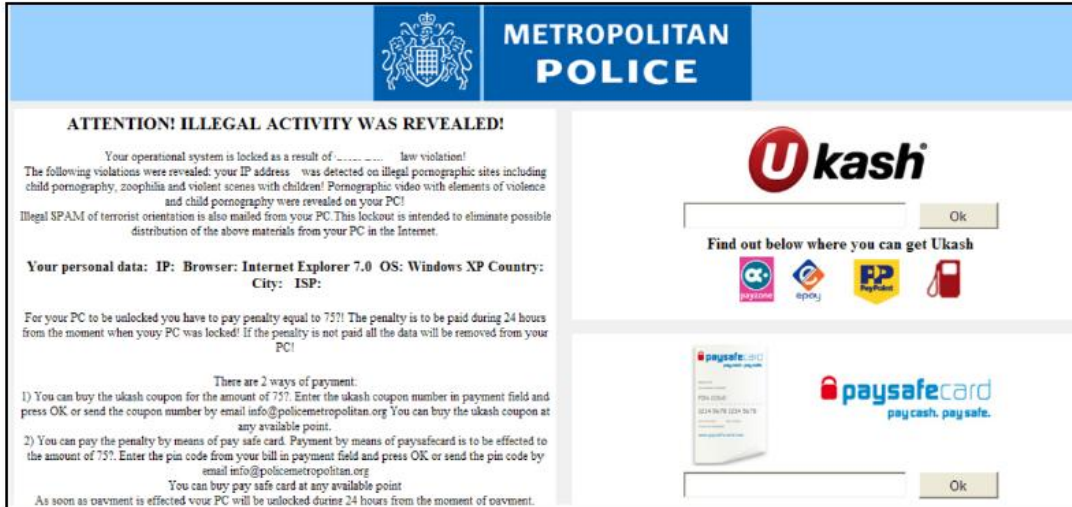 METROPOLITAN
POLICE
ATTENTION! ILLEGAL ACTIVITY WAS REVEALED!
Your operational system is locked as a result of law violation!
The following violations were revealed: your IP address was detected on illegal pornographic sites including
child pornography, zoophilia and violent scenes with children! Pornographic video with elements of violence
and child pornography were revealed on your PC!
Illegal SPAM of terrorist orientation is also mailed from your PC.This lockout is intended to eliminate possible
distribution of the above materials from your PC in the Internet.
Your personal data: IP: Browser: Internet Explorer 7.0 OS: Windows XP Country:
City: ISP:
For your PC to be unlocked you have to pay penalty equal to 75?! The penalty is to be paid during 24 hours
from the moment when youy PC was locked! If the penalty is not paid all the data will be removed from your
PC!
There are 2 ways of payment:
1) You can buy the ukash coupon for the amount of 75?. Enter the ukash coupon number in payment field and
press OK or send the coupon number by email info@policemetropolitan.org You can buy the ukash coupon at
any available point.
2) You can pay the penalty by means of pay safe card. Payment by means of paysafecard is to be effected to
the amount of 75?. Enter the pin code from your bill in payment field and press OK or send the pin code by
email info@policemetropolitan.org
You can buy pay safe card at any available point
As soon as payment is effected your PC will be unlocked during 24 hours from the moment of payment.
Ukash
Ok
Find out below where you can get Ukash
payzone
epay
PayPoint
paysafecard
pay cash. pay safe.
1234 5678 1234 5678
paysafecard
pay cash. pay safe.
Ok